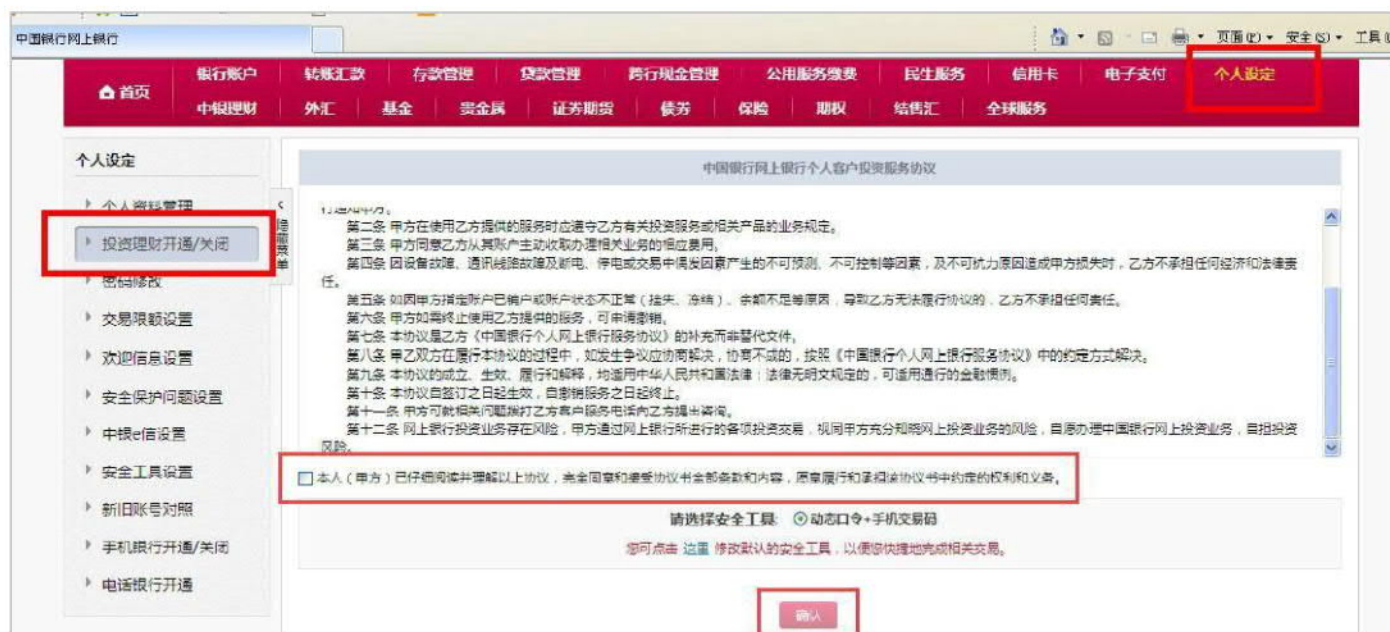 中国银行网上银行
页面(P) 安全(S) 工具(
首页
银行账户 转账汇款 存款管理 贷款管理 跨行现金管理 公用服务缴费 民生服务 信用卡 电子支付 个人设定
中银理财 外汇 基金 贵金属 证券期货 债券 保险 期权 结售汇 全球服务
个人设定
个人资料管理
投资理财开通/关闭
密码修改
交易限额设置
欢迎信息设置
安全保护问题设置
中银e信设置
安全工具设置
新旧账号对照
手机银行开通/关闭
电话银行开通
隐藏菜单
中国银行网上银行个人客户投资服务协议
行通知甲方。
第二条 甲方在使用乙方提供的服务时应遵守乙方有关投资服务或相关产品的业务规定。
第三条 甲方同意乙方从其账户主动收取办理相关业务的相应费用。
第四条 因设备故障、通讯线路故障及断电、停电或交易中偶发因素产生的不可预测、不可控制等因素，及不可抗力原因造成甲方损失时，乙方不承担任何经济和法律责
任。
第五条 如因甲方指定账户已销户或账户状态不正常（挂失、冻结）、余额不足等原因，导致乙方无法履行协议的，乙方不承担任何责任。
第六条 甲方如需终止使用乙方提供的服务，可申请撤销。
第七条 本协议是乙方《中国银行个人网上银行服务协议》的补充而非替代文件。
第八条 甲乙双方在履行本协议的过程中，如发生争议应协商解决，协商不成的，按照《中国银行个人网上银行服务协议》中的约定方式解决。
第九条 本协议的成立、生效、履行和解释，均适用中华人民共和国法律；法律无明文规定的，可适用通行的金融惯例。
第十条 本协议自签订之日起生效，自撤销服务之日起终止。
第十一条 甲方可就相关问题拨打乙方客户服务电话向乙方提出咨询。
第十二条 网上银行投资业务存在风险，甲方通过网上银行所进行的各项投资交易，视同甲方充分知晓网上投资业务的风险，自愿办理中国银行网上投资业务，自担投资
风险。
本人（甲方）已仔细阅读并理解以上协议，完全同意和接受协议书全部条款和内容，愿意履行和承担该协议书中约定的权利和义务。
请选择安全工具: 动态口令+手机交易码
您可点击 这里 修改默认的安全工具，以便您快捷地完成相关交易。
确认